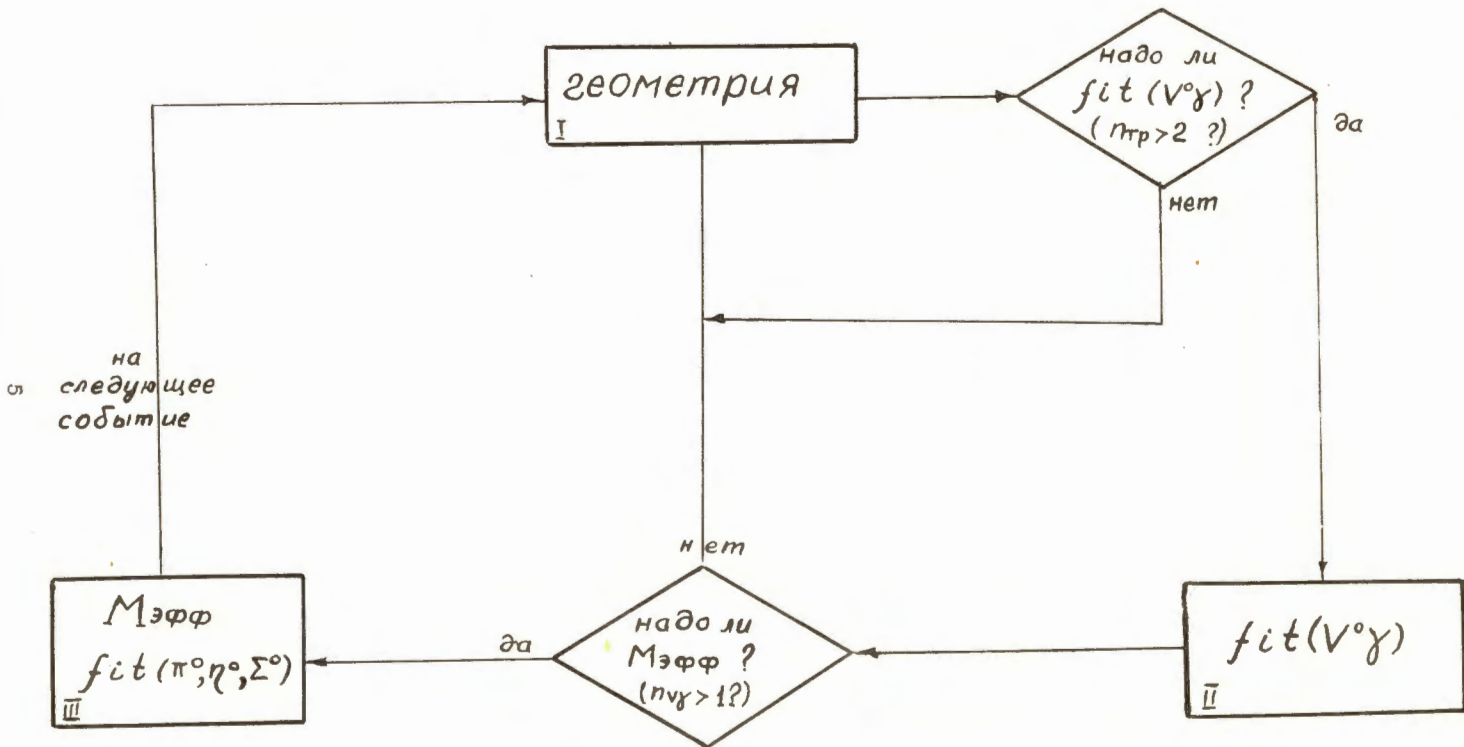 геометрия
I
надо ли
fit (V°γ) ?
(nтр>2 ?)
да
нет
на
следующее
событие
5
нет
Mэфф
fit (π°,η°,Σ°)
III
да
надо ли
Mэфф ?
(nvγ>1?)
fit(V°γ)
II